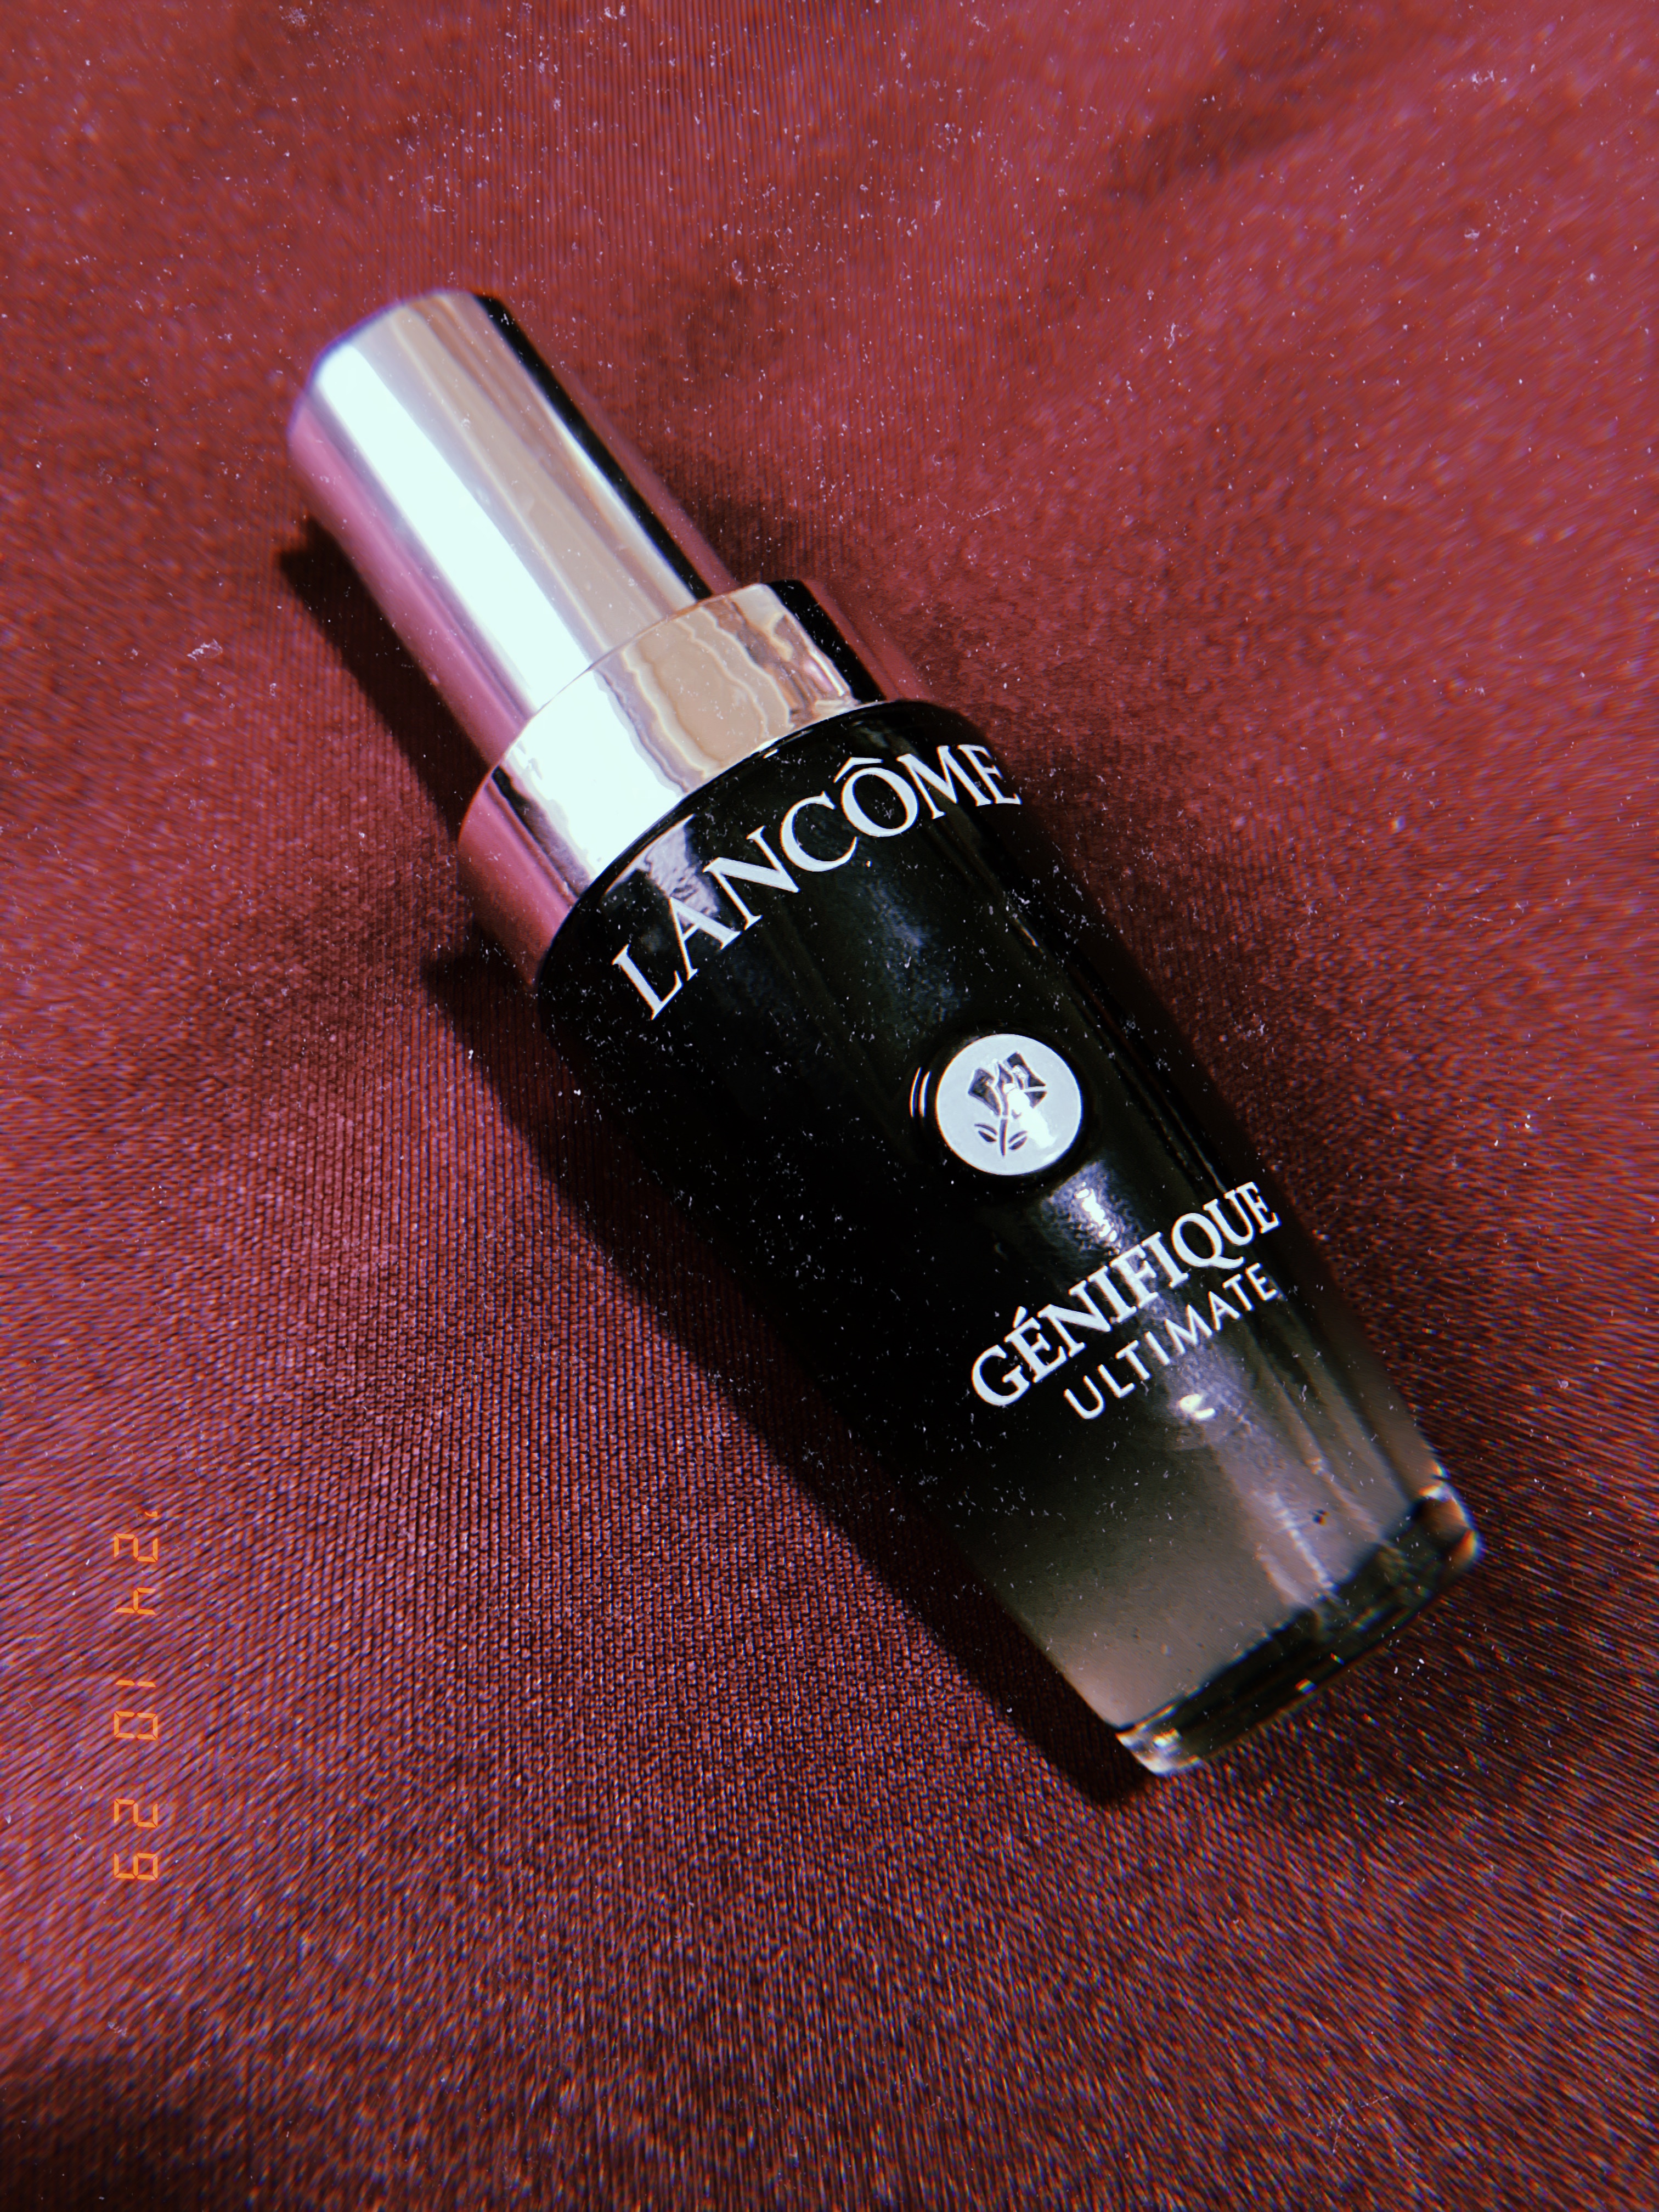 LANCÔME
GÉNIFIQUE
ULTIMATE
'24 10 29